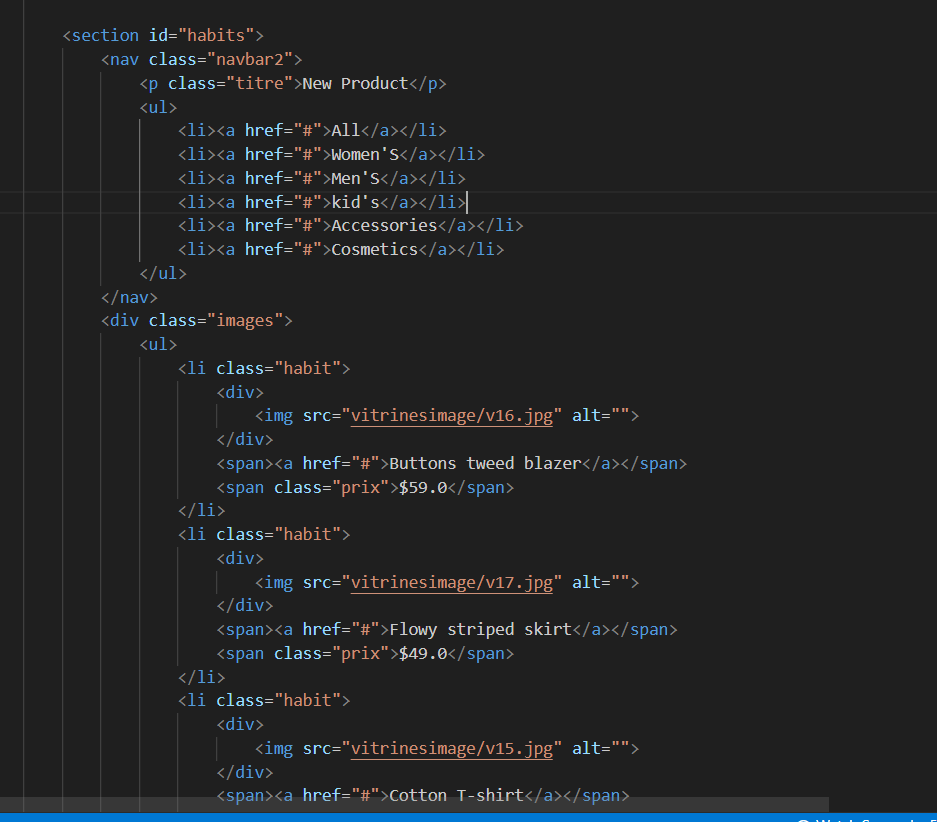 <section id="habits">
<nav class="navbar2">
<p class="titre">New Product</p>
<ul>
<li><a href="#">All</a></li>
<li><a href="#">Women'S</a></li>
<li><a href="#">Men'S</a></li>
<li><a href="#">kid's</a></li>
<li><a href="#">Accessories</a></li>
<li><a href="#">Cosmetics</a></li>
</ul>
</nav>
<div class="images">
<ul>
<li class="habit">
<div>
<img src="vitrinesimage/v16.jpg" alt="">
</div>
<span><a href="#">Buttons tweed blazer</a></span>
<span class="prix">$59.0</span>
</li>
<li class="habit">
<div>
<img src="vitrinesimage/v17.jpg" alt="">
</div>
<span><a href="#">Flowy striped skirt</a></span>
<span class="prix">$49.0</span>
</li>
<li class="habit">
<div>
<img src="vitrinesimage/v15.jpg" alt="">
</div>
<span><a href="#">Cotton T-shirt</a></span>